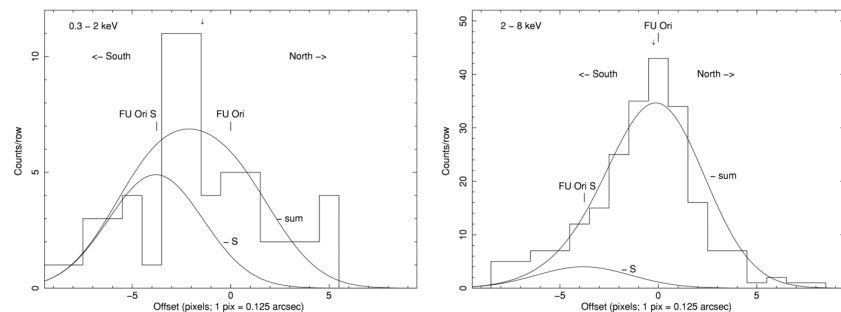 0.3 – 2 keV
<– South
North –>
FU Ori S
FU Ori
– sum
– S
Counts/row
0
5
10
−5
0
5
Offset (pixels; 1 pix = 0.125 arcsec)
2 – 8 keV
FU Ori
<– South
North –>
FU Ori S
– sum
– S
Counts/row
0
10
20
30
40
50
−5
0
5
Offset (pixels; 1 pix = 0.125 arcsec)